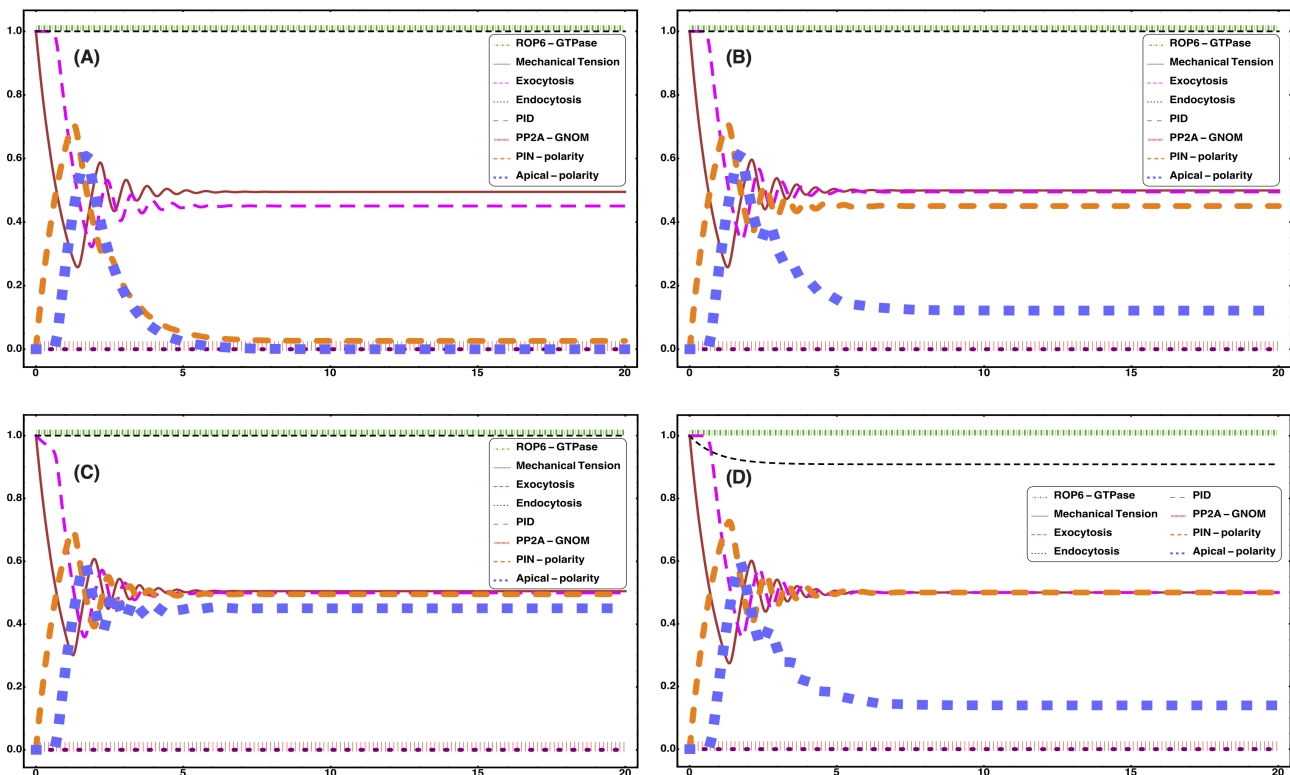 (A)
1.0
0.8
0.6
0.4
0.2
0.0
0 5 10 15 20
ROP6 – GTPase
Mechanical Tension
Exocytosis
Endocytosis
PID
PP2A – GNOM
PIN – polarity
Apical – polarity
(B)
1.0
0.8
0.6
0.4
0.2
0.0
0 5 10 15 20
ROP6 – GTPase
Mechanical Tension
Exocytosis
Endocytosis
PID
PP2A – GNOM
PIN – polarity
Apical – polarity
(C)
1.0
0.8
0.6
0.4
0.2
0.0
0 5 10 15 20
ROP6 – GTPase
Mechanical Tension
Exocytosis
Endocytosis
PID
PP2A – GNOM
PIN – polarity
Apical – polarity
(D)
1.0
0.8
0.6
0.4
0.2
0.0
0 5 10 15 20
ROP6 – GTPase
Mechanical Tension
Exocytosis
Endocytosis
PID
PP2A – GNOM
PIN – polarity
Apical – polarity